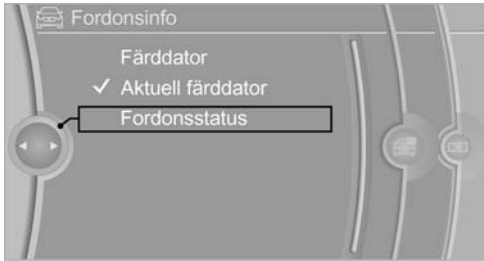 Fordonsinfo
Färddator
✓ Aktuell färddator
Fordonsstatus